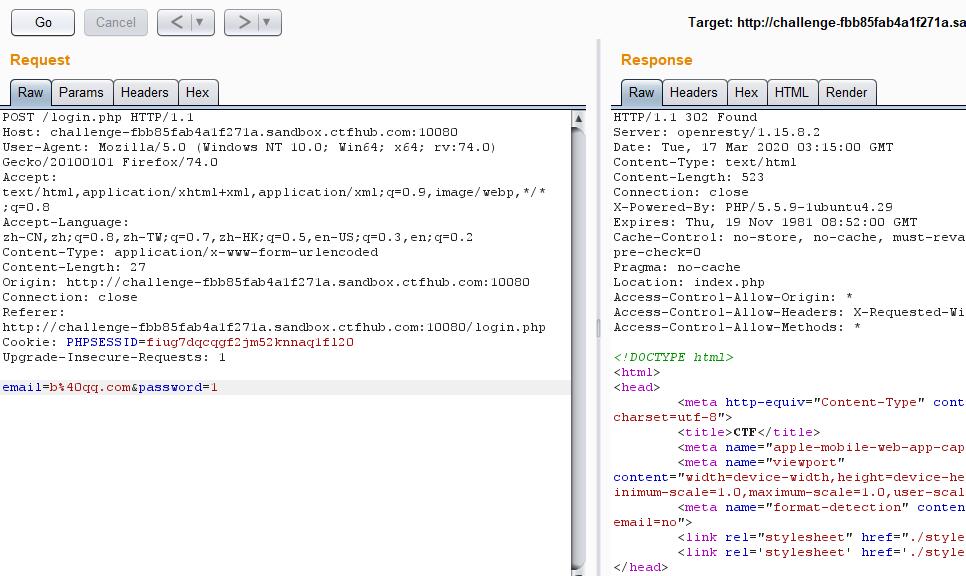 Go
Cancel
<
>
Target: http://challenge-fbb85fab4a1f271a.sa
Request
Raw Params Headers Hex
POST /login.php HTTP/1.1
Host: challenge-fbb85fab4a1f271a.sandbox.ctfhub.com:10080
User-Agent: Mozilla/5.0 (Windows NT 10.0; Win64; x64; rv:74.0)
Gecko/20100101 Firefox/74.0
Accept:
text/html,application/xhtml+xml,application/xml;q=0.9,image/webp,*/*
;q=0.8
Accept-Language:
zh-CN,zh;q=0.8,zh-TW;q=0.7,zh-HK;q=0.5,en-US;q=0.3,en;q=0.2
Content-Type: application/x-www-form-urlencoded
Content-Length: 27
Origin: http://challenge-fbb85fab4a1f271a.sandbox.ctfhub.com:10080
Connection: close
Referer:
http://challenge-fbb85fab4a1f271a.sandbox.ctfhub.com:10080/login.php
Cookie: PHPSESSID=fiug7dqcqgf2jm52knnaq1fl20
Upgrade-Insecure-Requests: 1
email=b%40qq.com&password=1
Response
Raw Headers Hex HTML Render
HTTP/1.1 302 Found
Server: openresty/1.15.8.2
Date: Tue, 17 Mar 2020 03:15:00 GMT
Content-Type: text/html
Content-Length: 523
Connection: close
X-Powered-By: PHP/5.5.9-1ubuntu4.29
Expires: Thu, 19 Nov 1981 08:52:00 GMT
Cache-Control: no-store, no-cache, must-reva
pre-check=0
Pragma: no-cache
Location: index.php
Access-Control-Allow-Origin: *
Access-Control-Allow-Headers: X-Requested-Wi
Access-Control-Allow-Methods: *
<!DOCTYPE html>
<html>
<head>
<meta http-equiv="Content-Type" cont
charset=utf-8">
<title>CTF</title>
<meta name="apple-mobile-web-app-cap
<meta name="viewport"
content="width=device-width,height=device-he
inimum-scale=1.0,maximum-scale=1.0,user-scal
<meta name="format-detection" conten
email=no">
<link rel="stylesheet" href="./style
<link rel='stylesheet' href='./style
</head>